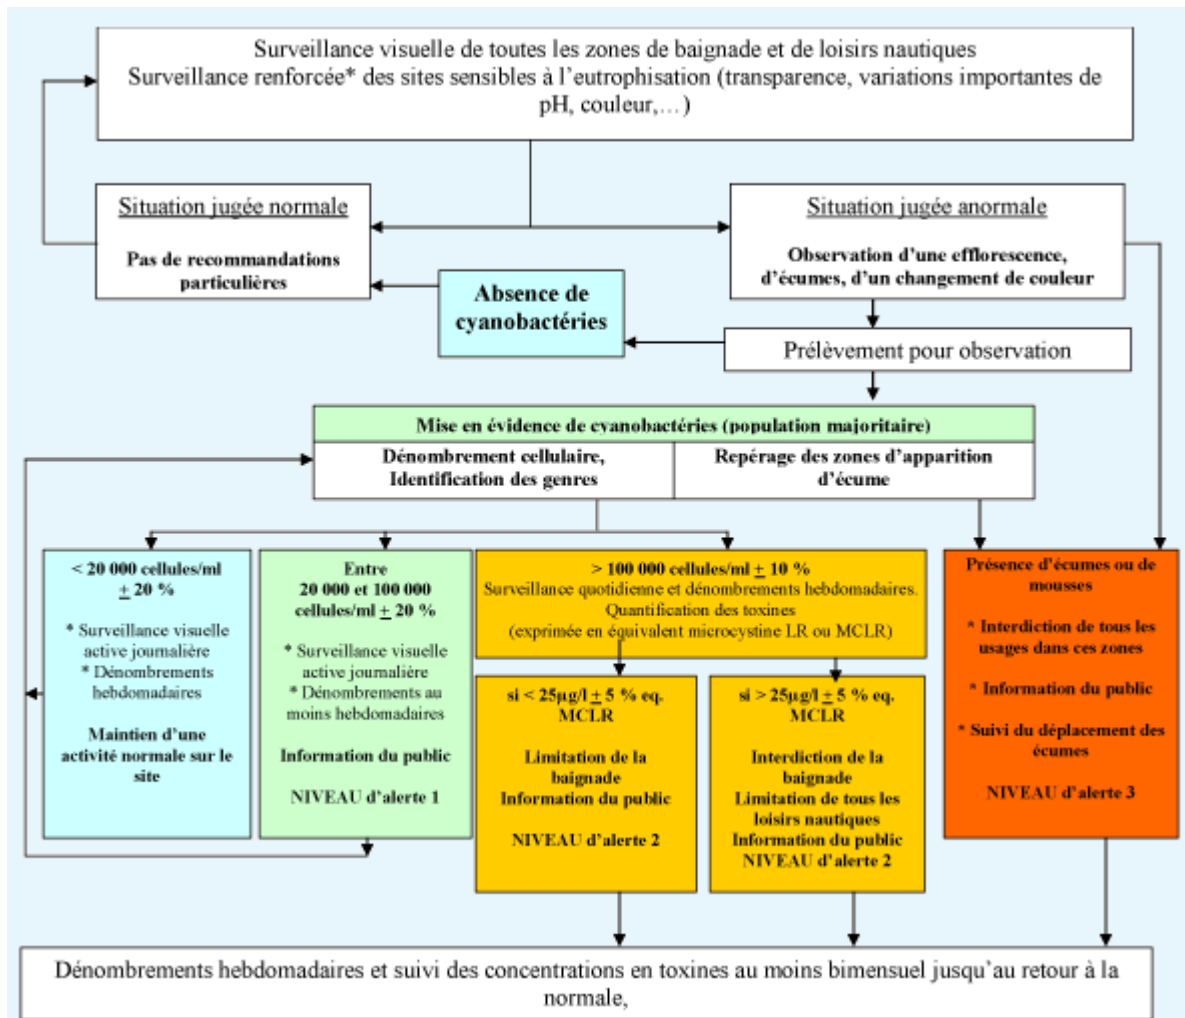 Surveillance visuelle de toutes les zones de baignade et de loisirs nautiques
Surveillance renforcée* des sites sensibles à l'eutrophisation (transparence, variations importantes de
pH, couleur,…)
Situation jugée normale
Pas de recommandations
particulières
Situation jugée anormale
Observation d'une efflorescence,
d'écumes, d'un changement de couleur
Absence de
cyanobactéries
Prélèvement pour observation
Mise en évidence de cyanobactéries (population majoritaire)
Dénombrement cellulaire,
Identification des genres
Repérage des zones d'apparition
d'écume
< 20 000 cellules/ml
± 20 %
* Surveillance visuelle
active journalière
* Dénombrements
hebdomadaires
Maintien d'une
activité normale sur le
site
Entre
20 000 et 100 000
cellules/ml ± 20 %
* Surveillance visuelle
active journalière
* Dénombrements au
moins hebdomadaires
Information du public
NIVEAU d'alerte 1
> 100 000 cellules/ml ± 10 %
Surveillance quotidienne et dénombrements hebdomadaires.
Quantification des toxines
(exprimée en équivalent microcystine LR ou MCLR)
si < 25µg/l ± 5 % eq.
MCLR
Limitation de la
baignade
Information du public
NIVEAU d'alerte 2
si > 25µg/l ± 5 % eq.
MCLR
Interdiction de la
baignade
Limitation de tous les
loisirs nautiques
Information du public
NIVEAU d'alerte 2
Présence d'écumes ou de
mousses
* Interdiction de tous les
usages dans ces zones
* Information du public
* Suivi du déplacement des
écumes
NIVEAU d'alerte 3
Dénombrements hebdomadaires et suivi des concentrations en toxines au moins bimensuel jusqu'au retour à la
normale,